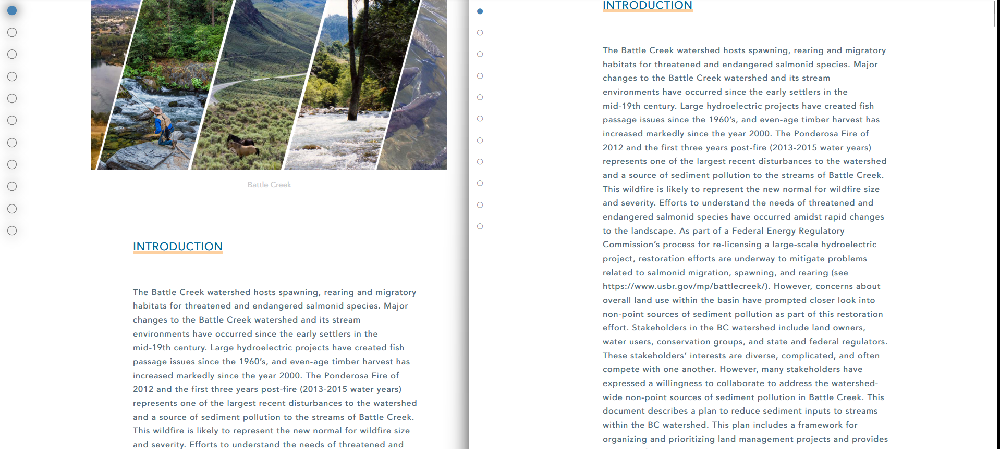 Battle Creek
INTRODUCTION
The Battle Creek watershed hosts spawning, rearing and migratory
habitats for threatened and endangered salmonid species. Major
changes to the Battle Creek watershed and its stream
environments have occurred since the early settlers in the
mid-19th century. Large hydroelectric projects have created fish
passage issues since the 1960’s, and even-age timber harvest has
increased markedly since the year 2000. The Ponderosa Fire of
2012 and the first three years post-fire (2013-2015 water years)
represents one of the largest recent disturbances to the watershed
and a source of sediment pollution to the streams of Battle Creek.
This wildfire is likely to represent the new normal for wildfire size
and severity. Efforts to understand the needs of threatened and
INTRODUCTION
The Battle Creek watershed hosts spawning, rearing and migratory
habitats for threatened and endangered salmonid species. Major
changes to the Battle Creek watershed and its stream
environments have occurred since the early settlers in the
mid-19th century. Large hydroelectric projects have created fish
passage issues since the 1960’s, and even-age timber harvest has
increased markedly since the year 2000. The Ponderosa Fire of
2012 and the first three years post-fire (2013-2015 water years)
represents one of the largest recent disturbances to the watershed
and a source of sediment pollution to the streams of Battle Creek.
This wildfire is likely to represent the new normal for wildfire size
and severity. Efforts to understand the needs of threatened and
endangered salmonid species have occurred amidst rapid changes
to the landscape. As part of a Federal Energy Regulatory
Commission’s process for re-licensing a large-scale hydroelectric
project, restoration efforts are underway to mitigate problems
related to salmonid migration, spawning, and rearing (see
https://www.usbr.gov/mp/battlecreek/). However, concerns about
overall land use within the basin have prompted closer look into
non-point sources of sediment pollution as part of this restoration
effort. Stakeholders in the BC watershed include land owners,
water users, conservation groups, and state and federal regulators.
These stakeholders’ interests are diverse, complicated, and often
compete with one another. However, many stakeholders have
expressed a willingness to collaborate to address the watershed-
wide non-point sources of sediment pollution in Battle Creek. This
document describes a plan to reduce sediment inputs to streams
within the BC watershed. This plan includes a framework for
organizing and prioritizing land management projects and provides